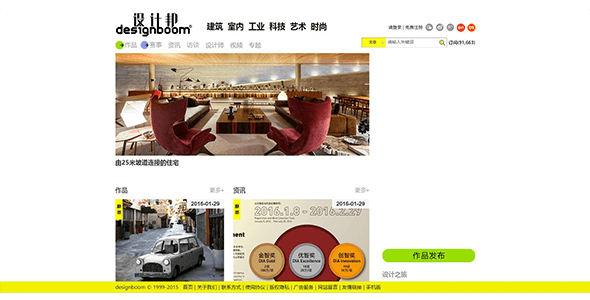 设计邦
designboom®
建筑 室内 工业 科技 艺术 时尚
请登录 | 免费注册
作品 赛事 资讯 访谈 设计师 视频 专题
请输入关键词
订阅(91,663)
由25米坡道连接的住宅
作品 更多+
资讯 更多+
2016-01-29
2016-01-29
2016.1.8 - 2016.2.29
金智奖
DIA Gold
优智奖
DIA Excellence
创智奖
DIA Innovation
作品发布
设计之旅
designboom © 1999-2015 首页 | 关于我们 | 联系方式 | 使用协议 | 版权隐私 | 广告服务 | 网站留言 | 友情链接 | 手机版